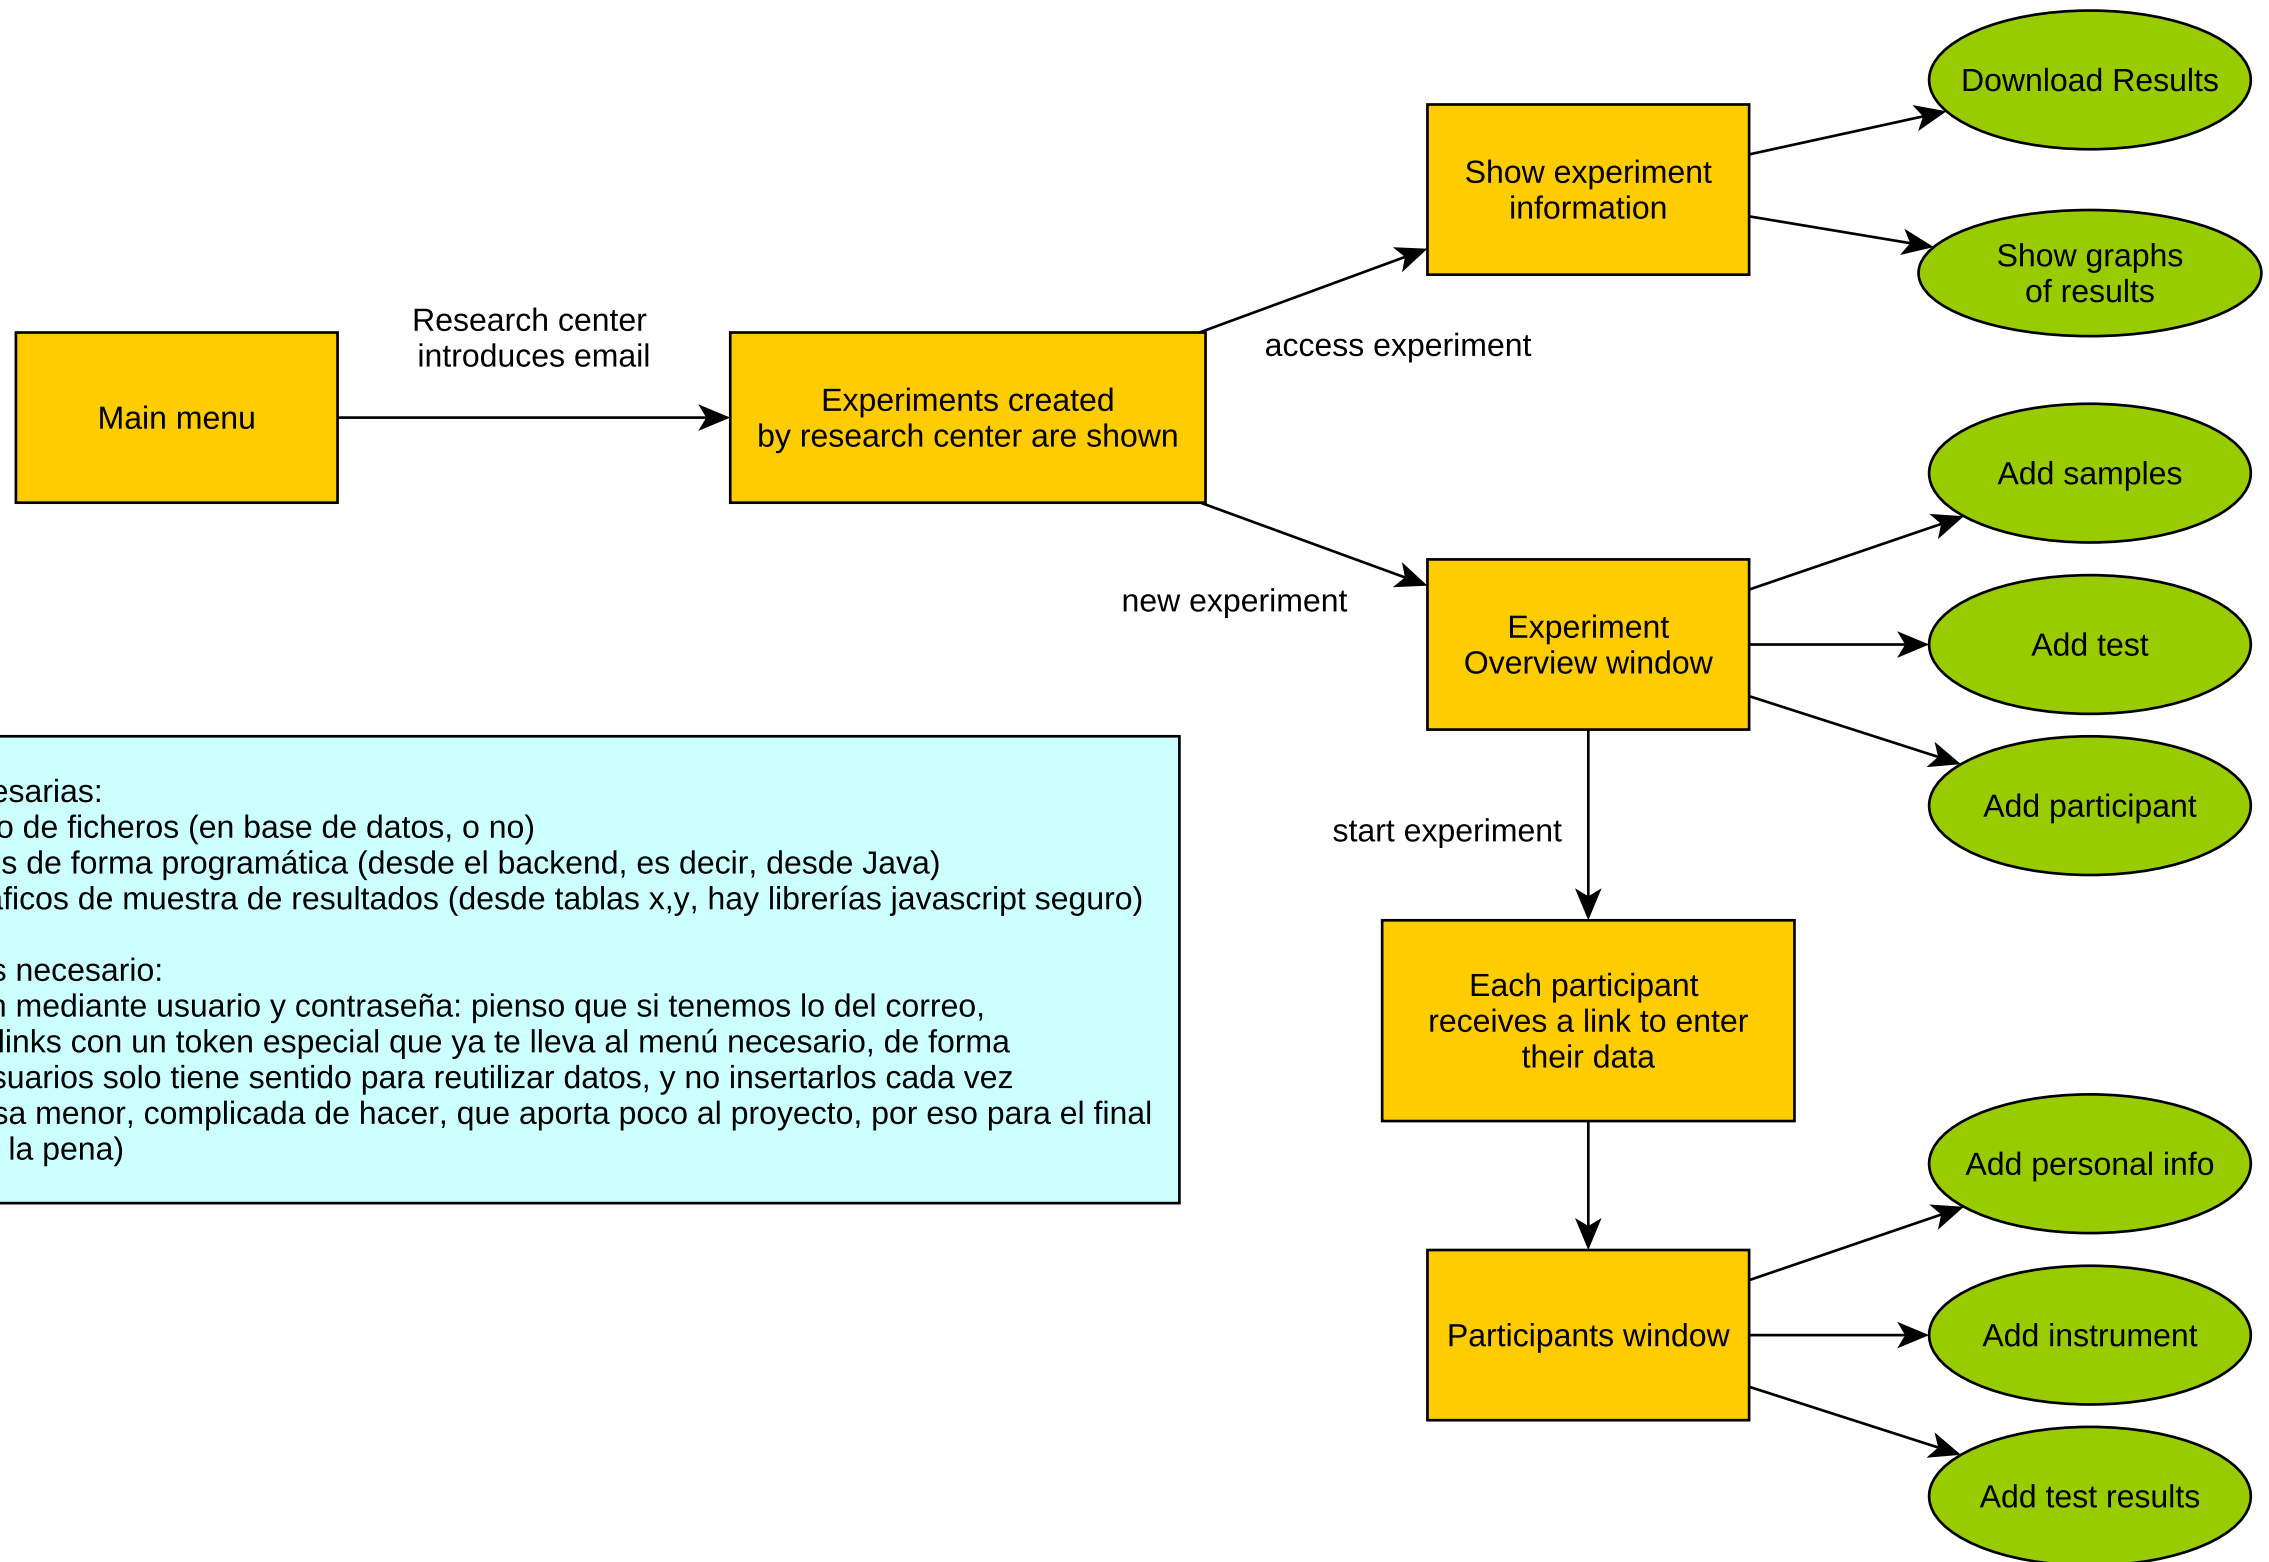 Download Results
Show experiment
information
Show graphs
of results
Research center
introduces email
access experiment
Main menu
Experiments created
by research center are shown
Add samples
new experiment
Experiment
Overview window
Add test
Add participant
start experiment
esarias:
o de ficheros (en base de datos, o no)
s de forma programática (desde el backend, es decir, desde Java)
áficos de muestra de resultados (desde tablas x,y, hay librerías javascript seguro)
s necesario:
n mediante usuario y contraseña: pienso que si tenemos lo del correo,
links con un token especial que ya te lleva al menú necesario, de forma
suarios solo tiene sentido para reutilizar datos, y no insertarlos cada vez
sa menor, complicada de hacer, que aporta poco al proyecto, por eso para el final
la pena)
Each participant
receives a link to enter
their data
Add personal info
Participants window
Add instrument
Add test results